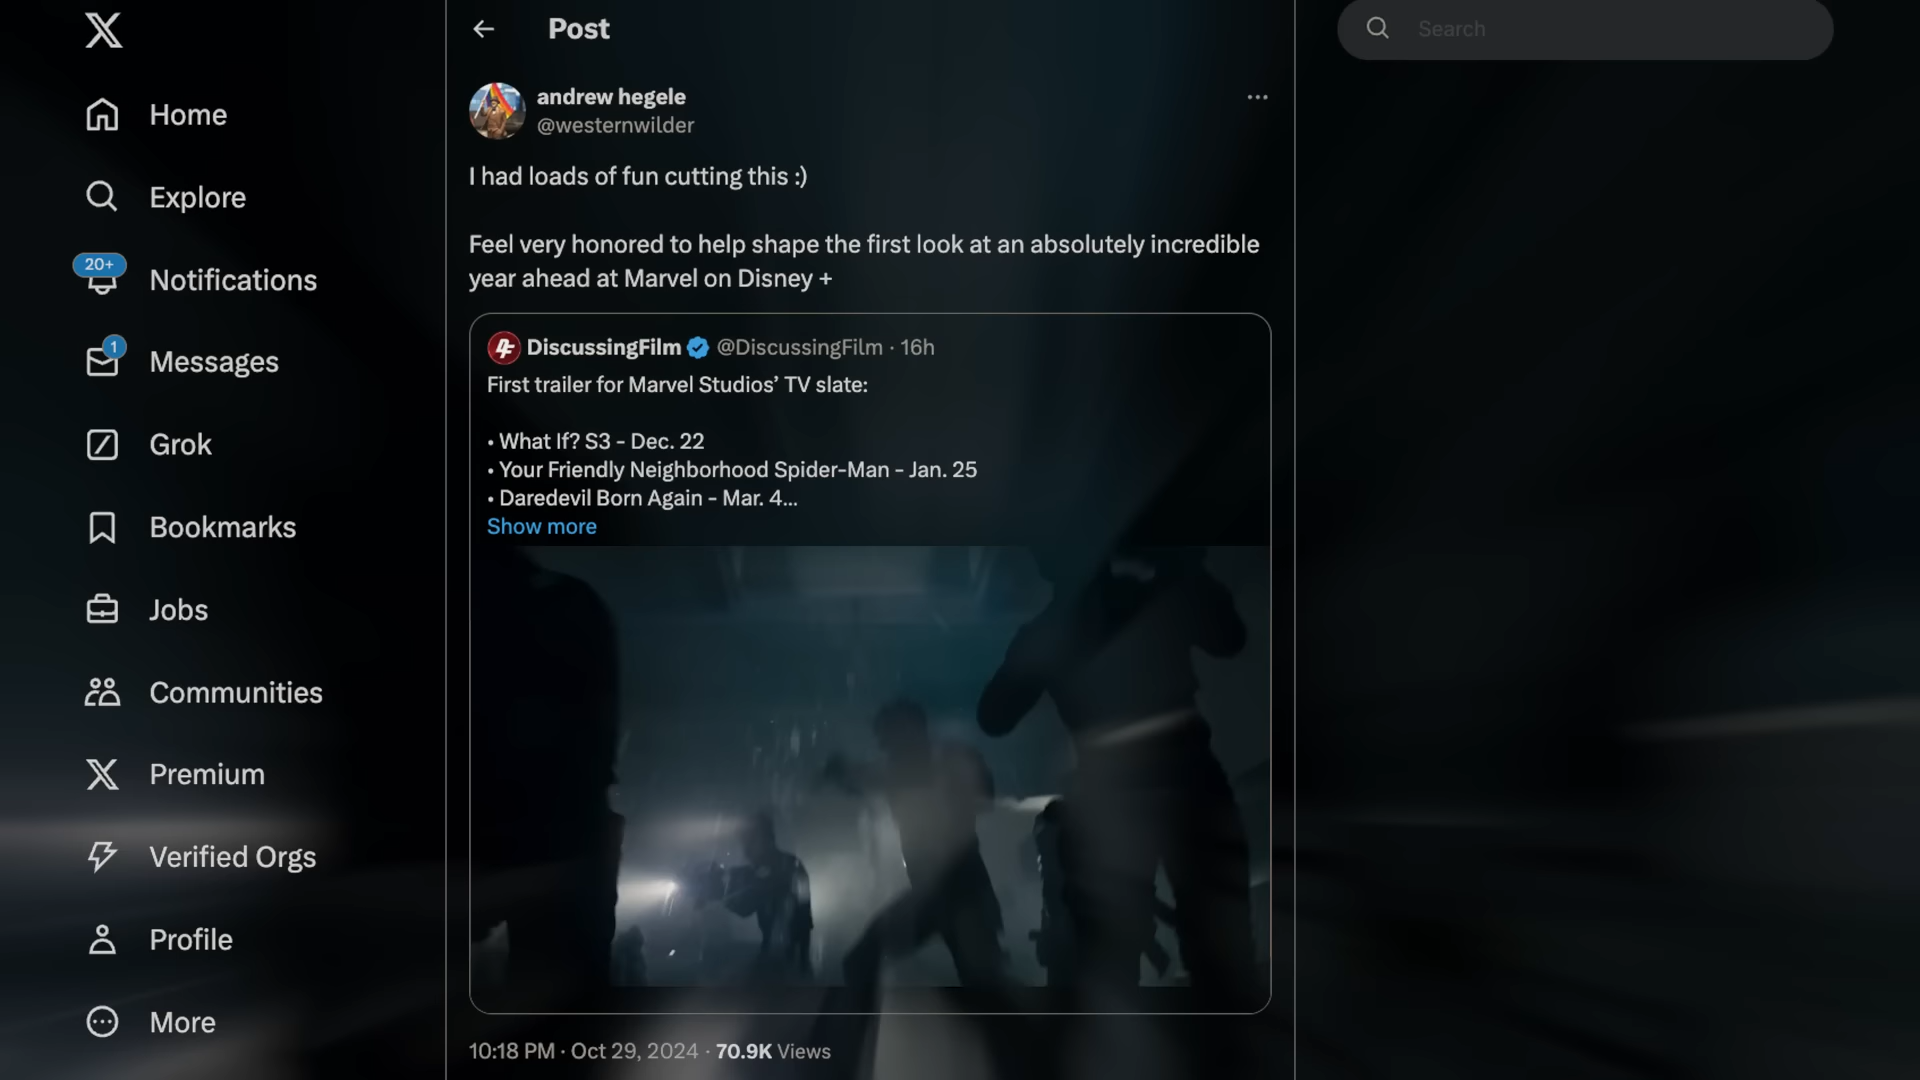 Home
Explore
20+
Notifications
1
Messages
Grok
Bookmarks
Jobs
Communities
Premium
Verified Orgs
Profile
More
Post
andrew hegele
@westernwilder
I had loads of fun cutting this :)
Feel very honored to help shape the first look at an absolutely incredible
year ahead at Marvel on Disney +
DiscussingFilm @DiscussingFilm · 16h
First trailer for Marvel Studios’ TV slate:
• What If? S3 - Dec. 22
• Your Friendly Neighborhood Spider-Man - Jan. 25
• Daredevil Born Again - Mar. 4...
Show more
10:18 PM · Oct 29, 2024 · 70.9K Views
Search